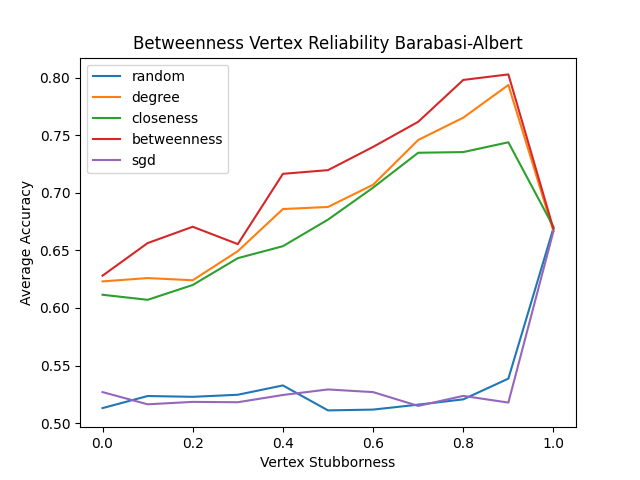 Betweenness Vertex Reliability Barabasi-Albert
random
degree
closeness
betweenness
sgd
Average Accuracy
0.80
0.75
0.70
0.65
0.60
0.55
0.50
0.0 0.2 0.4 0.6 0.8 1.0
Vertex Stubborness